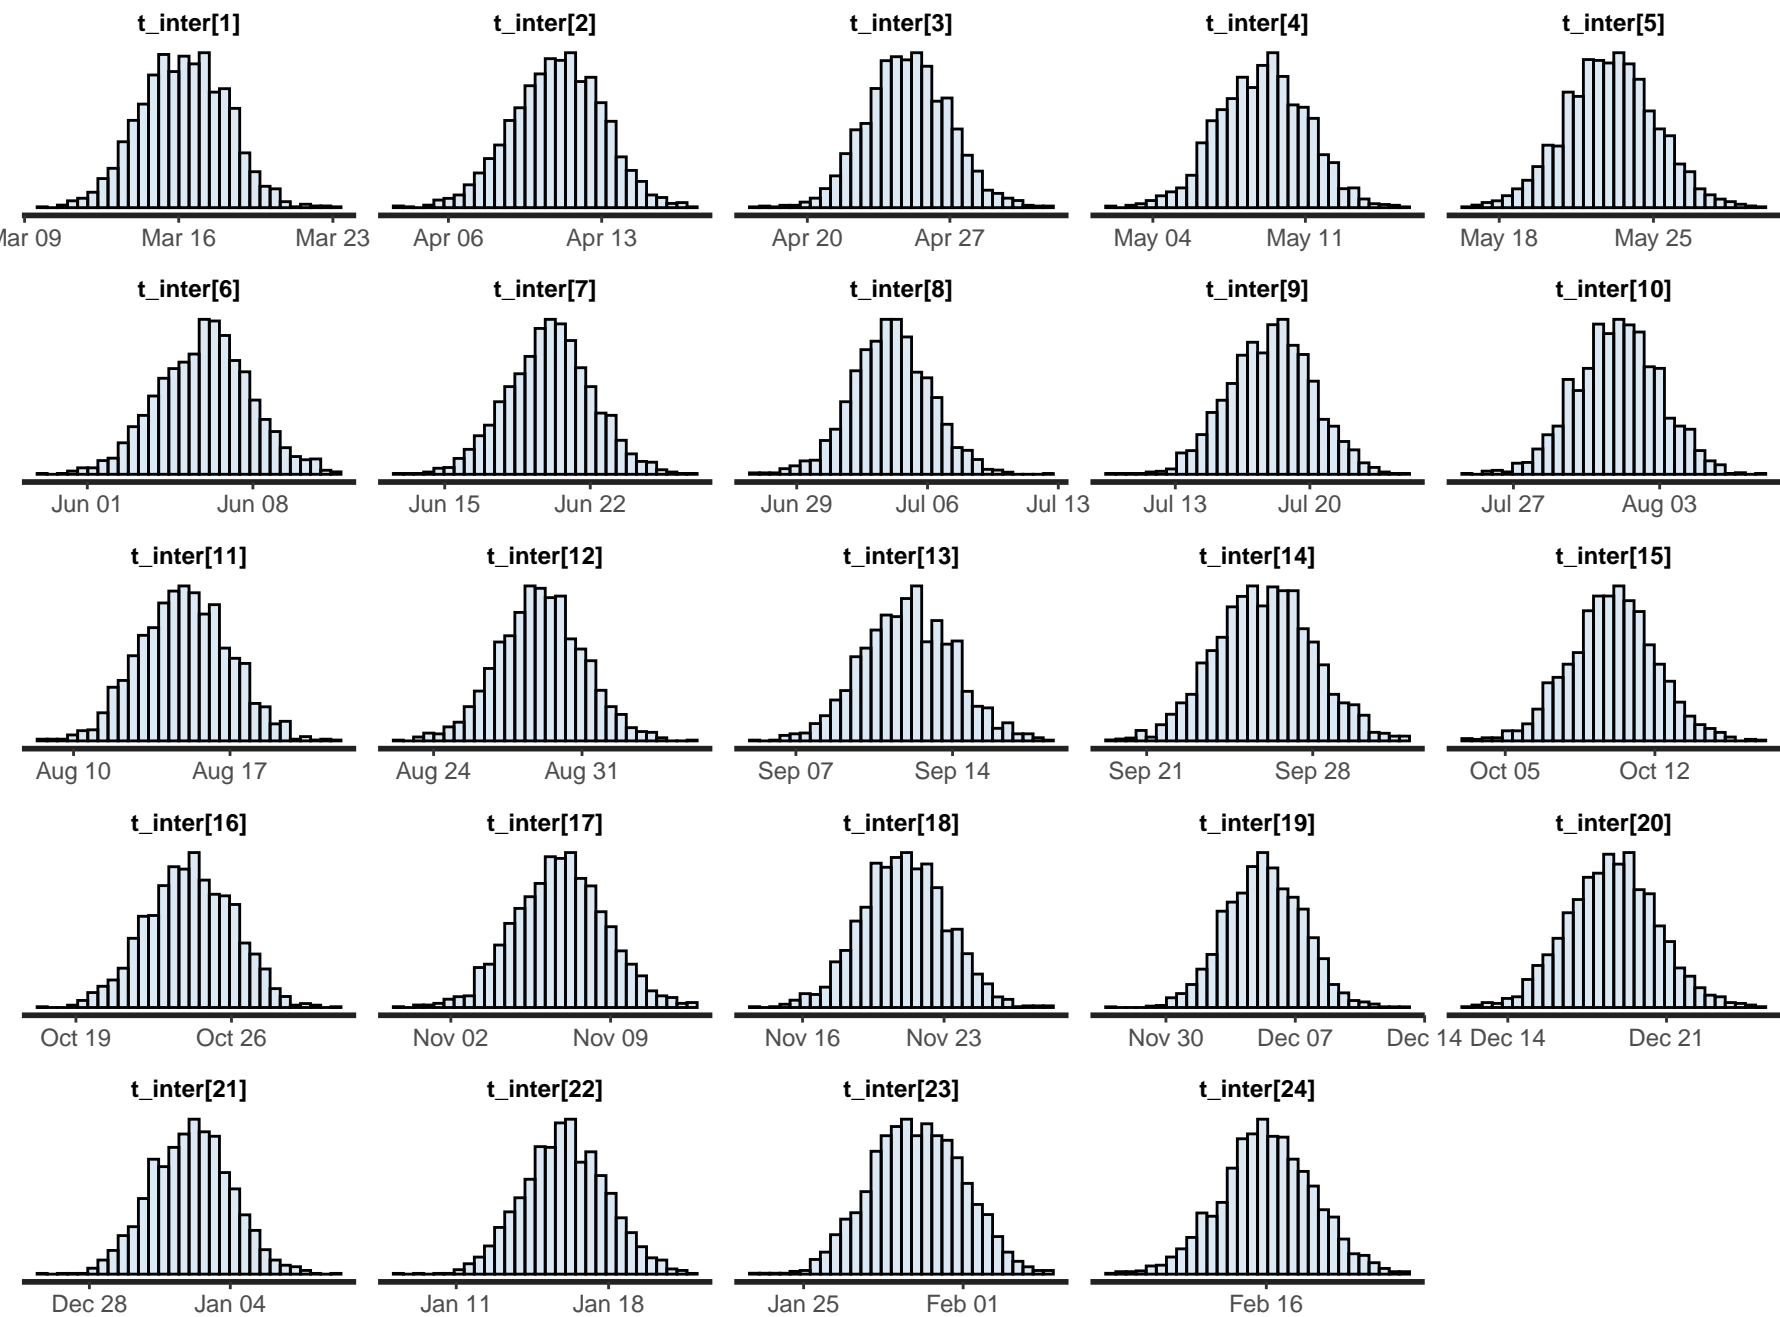 t_inter[1] t_inter[2] t_inter[3] t_inter[4] t_inter[5]
Mar 09 Mar 16 Mar 23 Apr 06 Apr 13 Apr 20 Apr 27 May 04 May 11 May 18 May 25
t_inter[6] t_inter[7] t_inter[8] t_inter[9] t_inter[10]
Jun 01 Jun 08 Jun 15 Jun 22 Jun 29 Jul 06 Jul 13 Jul 13 Jul 20 Jul 27 Aug 03
t_inter[11] t_inter[12] t_inter[13] t_inter[14] t_inter[15]
Aug 10 Aug 17 Aug 24 Aug 31 Sep 07 Sep 14 Sep 21 Sep 28 Oct 05 Oct 12
t_inter[16] t_inter[17] t_inter[18] t_inter[19] t_inter[20]
Oct 19 Oct 26 Nov 02 Nov 09 Nov 16 Nov 23 Nov 30 Dec 07 Dec 14 Dec 14 Dec 21
t_inter[21] t_inter[22] t_inter[23] t_inter[24]
Dec 28 Jan 04 Jan 11 Jan 18 Jan 25 Feb 01 Feb 16